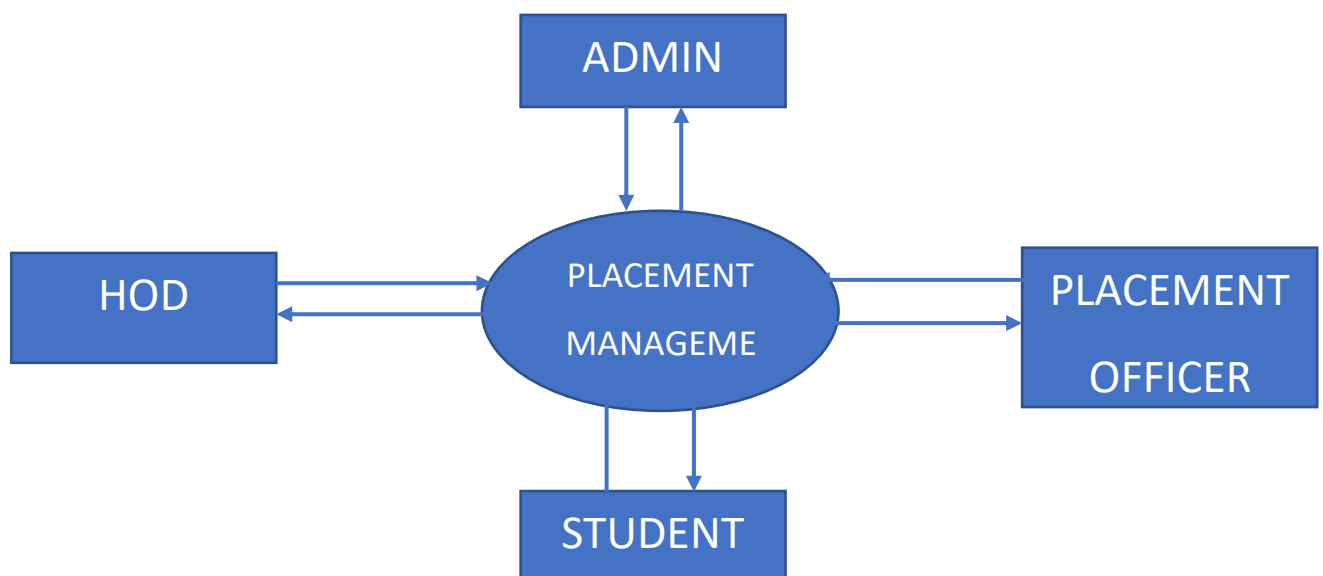 ADMIN
HOD
PLACEMENT
MANAGEME
PLACEMENT
OFFICER
STUDENT